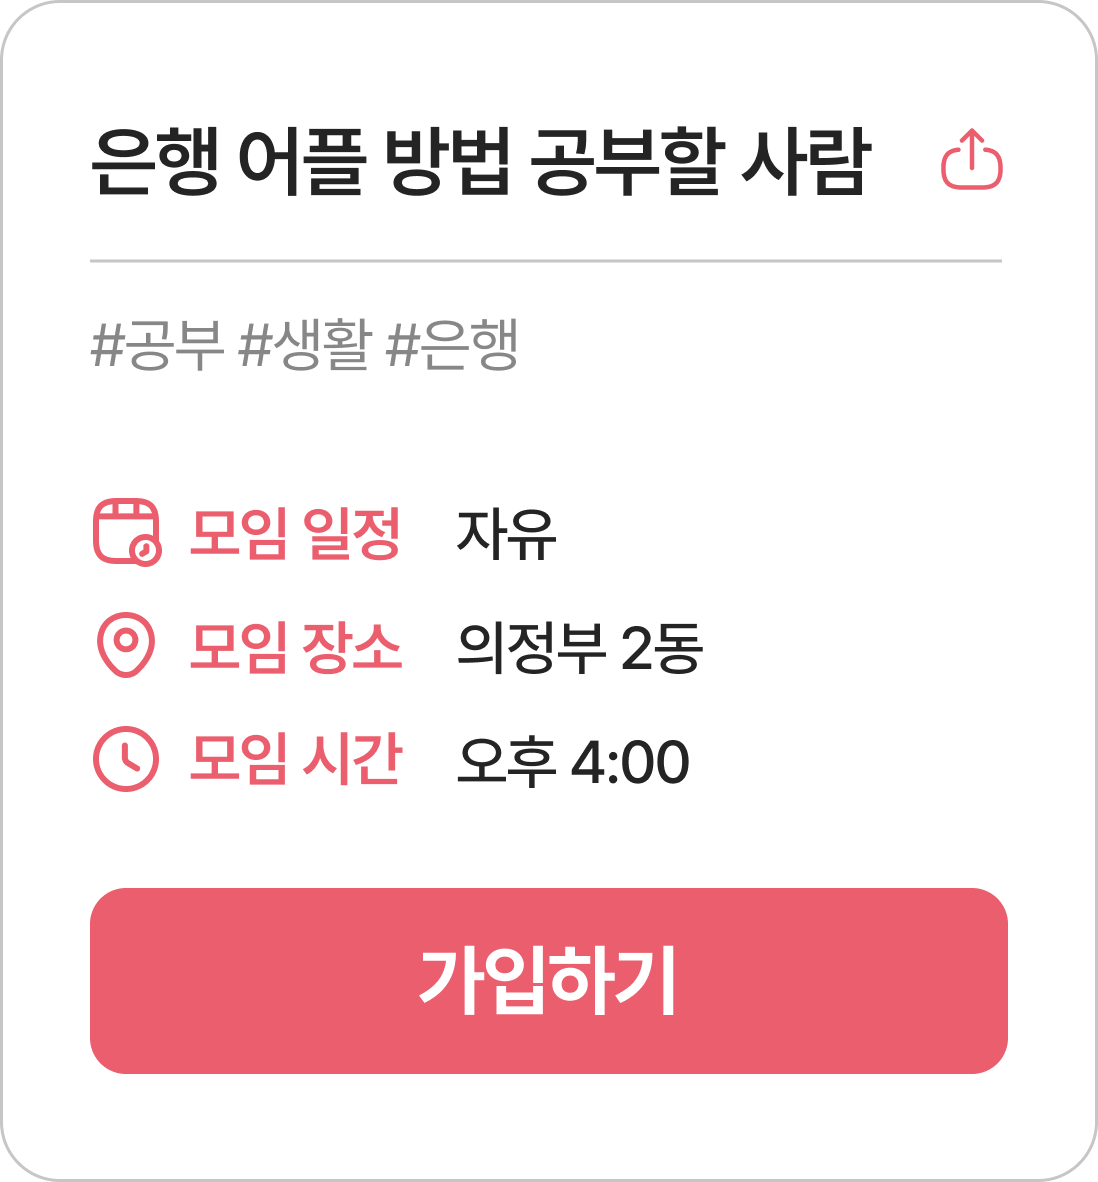 은행 어플 방법 공부할 사람
#공부 #생활 #은행
모임 일정 자유
모임 장소 의정부 2동
모임 시간 오후 4:00
가입하기